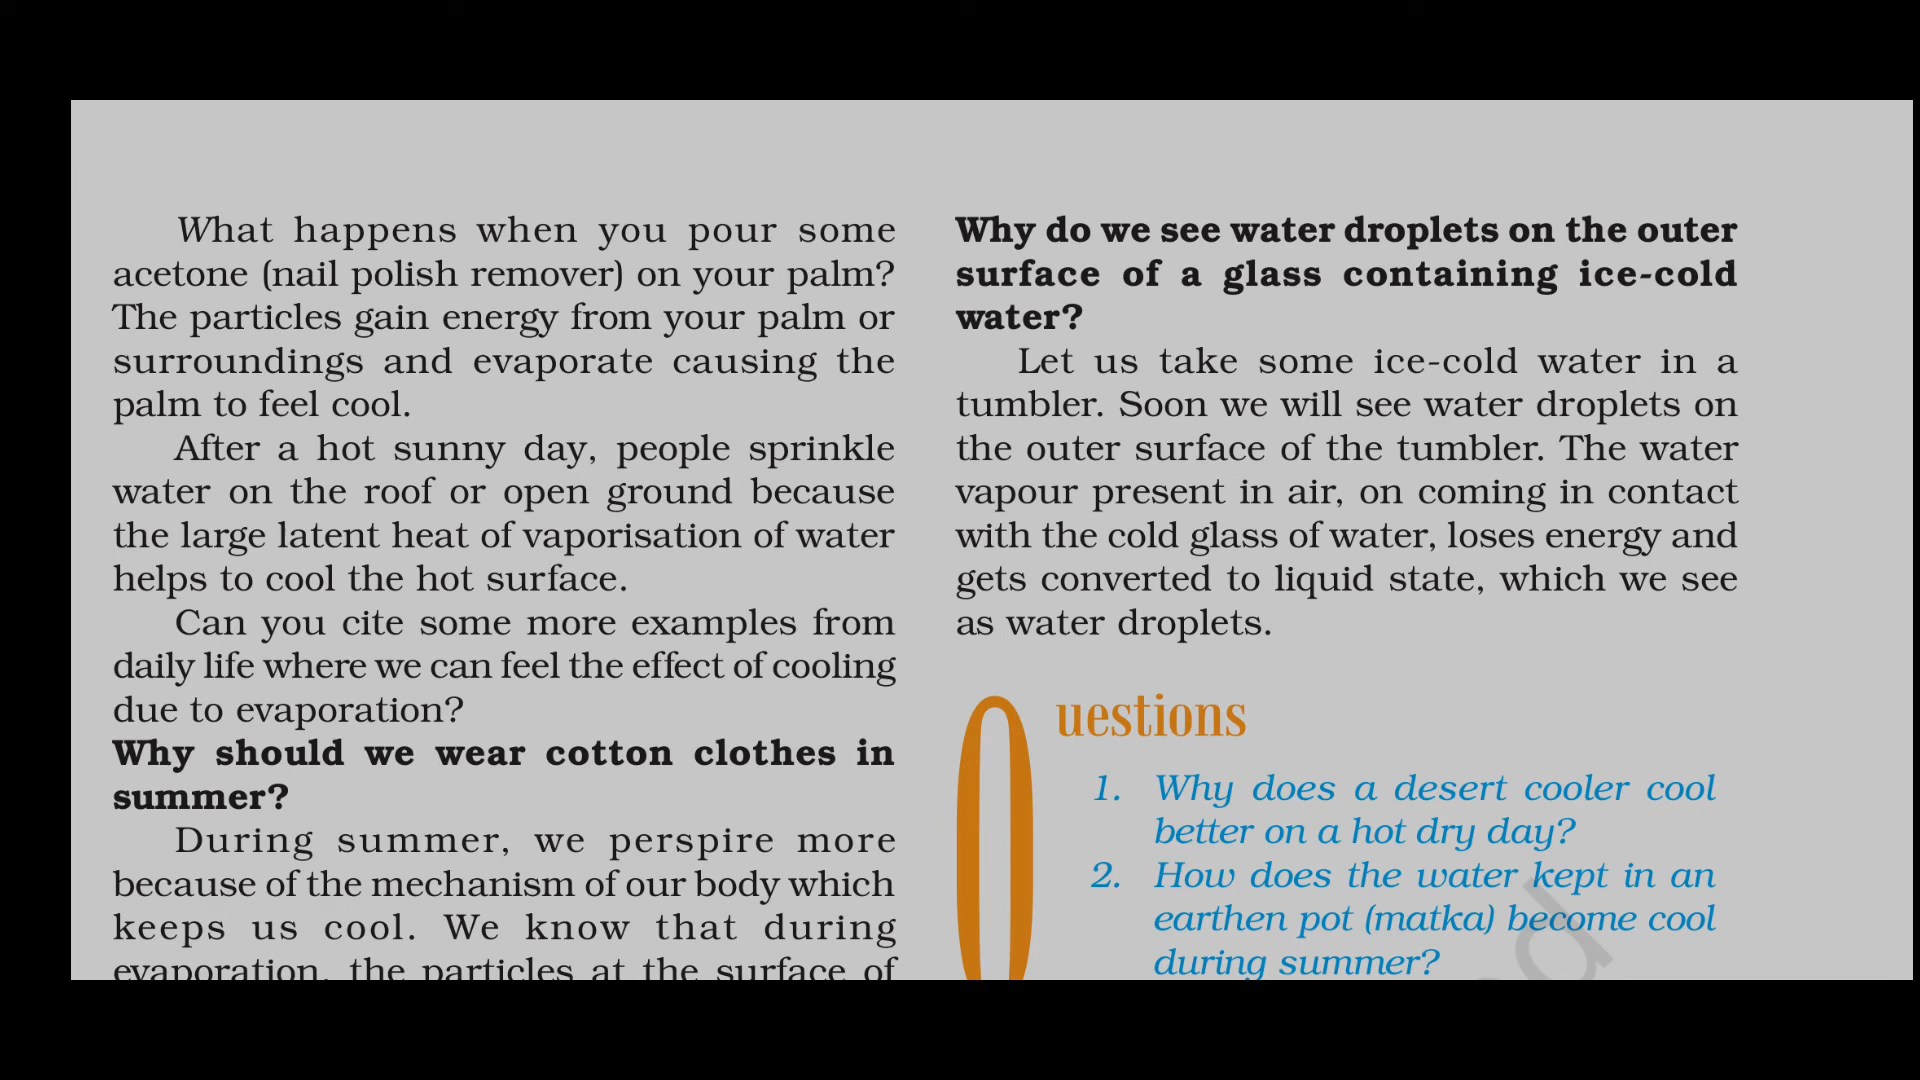 What happens when you pour some
acetone (nail polish remover) on your palm?
The particles gain energy from your palm or
surroundings and evaporate causing the
palm to feel cool.
After a hot sunny day, people sprinkle
water on the roof or open ground because
the large latent heat of vaporisation of water
helps to cool the hot surface.
Can you cite some more examples from
daily life where we can feel the effect of cooling
due to evaporation?
Why should we wear cotton clothes in
summer?
During summer, we perspire more
because of the mechanism of our body which
keeps us cool. We know that during
evaporation, the particles at the surface of
Why do we see water droplets on the outer
surface of a glass containing ice-cold
water?
Let us take some ice-cold water in a
tumbler. Soon we will see water droplets on
the outer surface of the tumbler. The water
vapour present in air, on coming in contact
with the cold glass of water, loses energy and
gets converted to liquid state, which we see
as water droplets.
Questions
1. Why does a desert cooler cool
better on a hot dry day?
2. How does the water kept in an
earthen pot (matka) become cool
during summer?